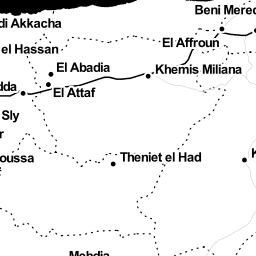 Beni Mered
di Akkacha
El Affroun
el Hassan
El Abadia
Khemis Miliana
dda
El Attaf
Sly
r
oussa
Theniet el Had
K
Mehdia